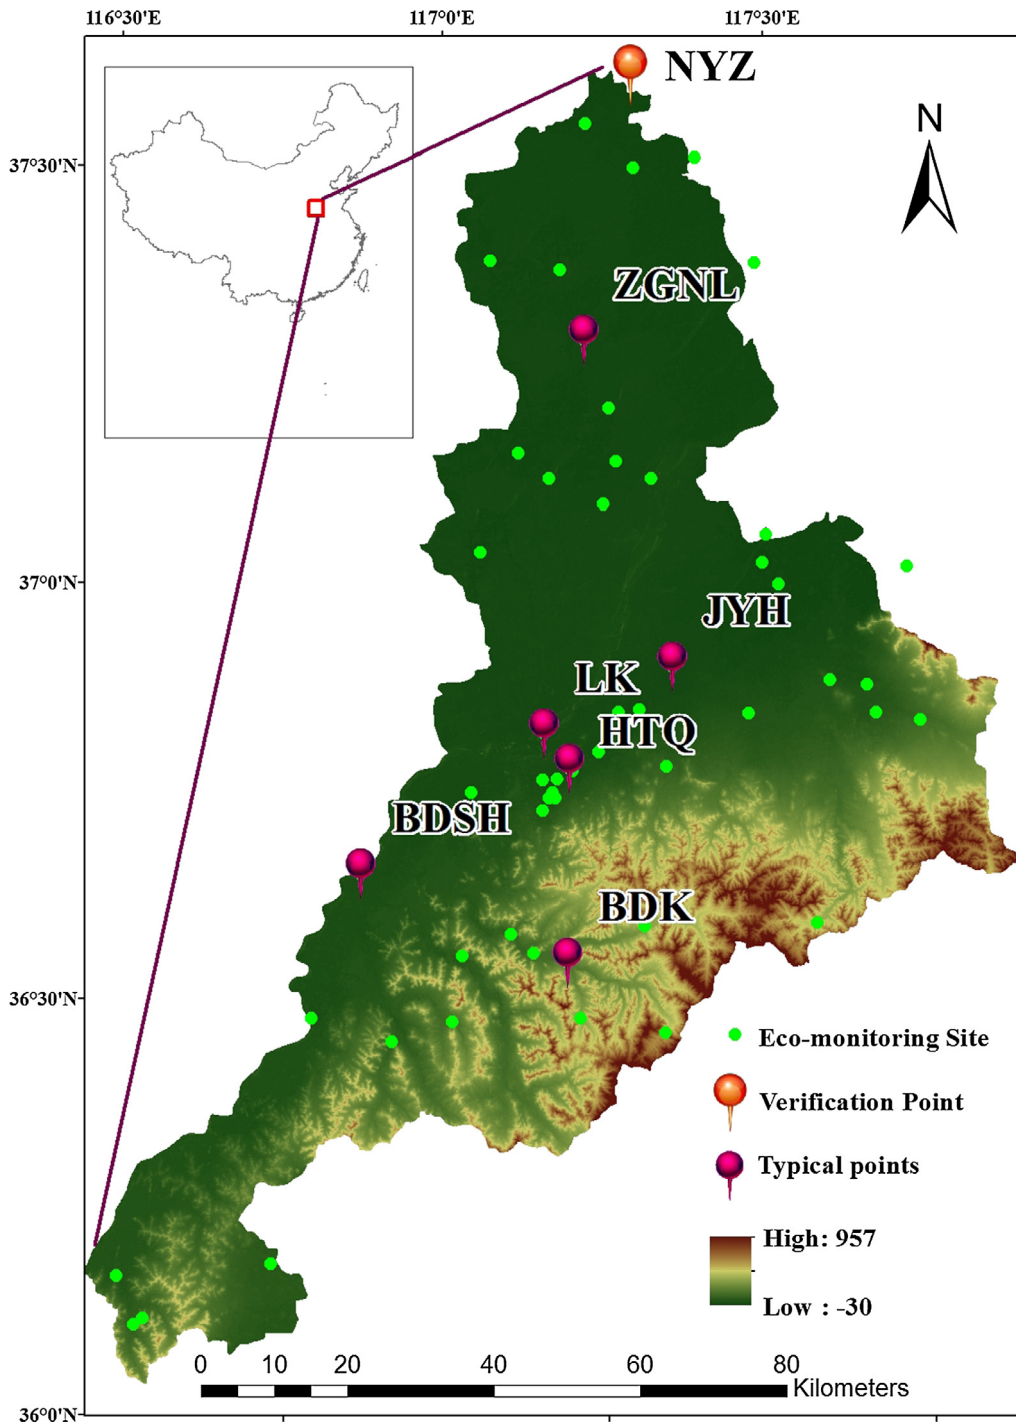 116°30'E
117°0'E
117°30'E
NYZ
N
37°30'N
ZGNL
37°0'N
JYH
LK
HTQ
BDSH
BDK
36°30'N
Eco-monitoring Site
Verification Point
Typical points
High: 957
Low : -30
0 10 20 40 60 80
Kilometers
36°0'N